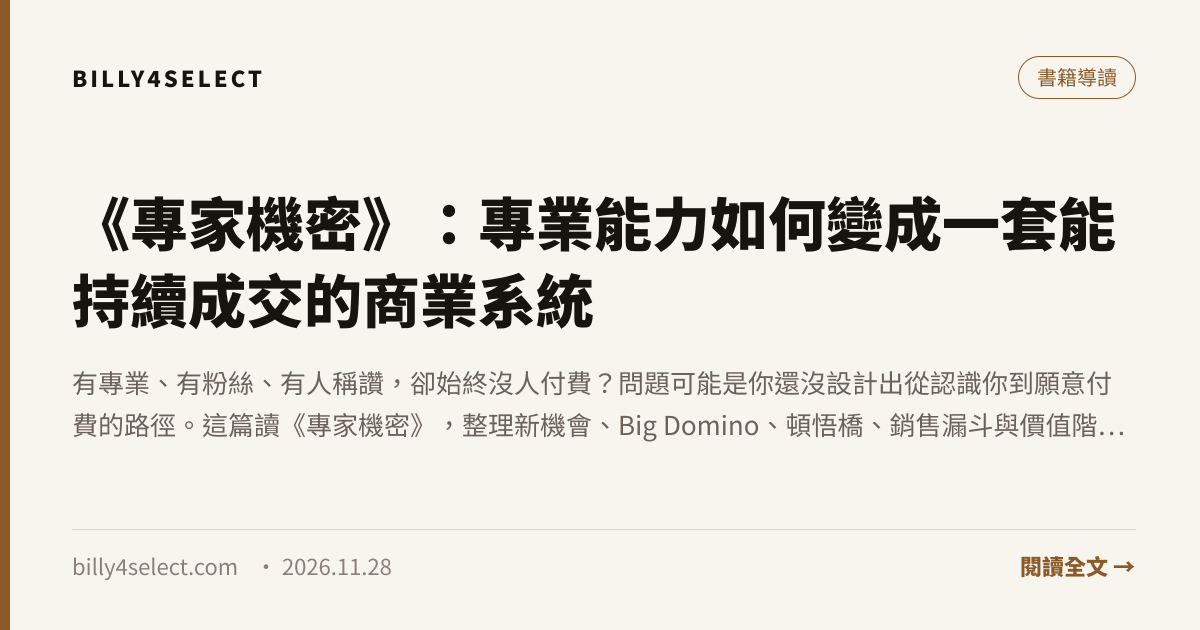 BILLY4SELECT
書籍導讀
《專家機密》：專業能力如何變成一套能
持續成交的商業系統
有專業、有粉絲、有人稱讚，卻始終沒人付費？問題可能是你還沒設計出從認識你到願意付
費的路徑。這篇讀《專家機密》，整理新機會、Big Domino、頓悟橋、銷售漏斗與價值階…
billy4select.com ・ 2026.11.28
閱讀全文 →